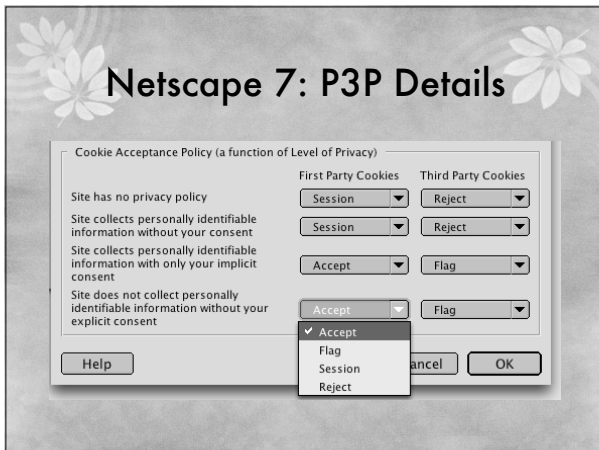 Netscape 7: P3P Details
Cookie Acceptance Policy (a function of Level of Privacy)
First Party Cookies Third Party Cookies
Site has no privacy policy Session Reject
Site collects personally identifiable
information without your consent Session Reject
Site collects personally identifiable
information with only your implicit
consent Accept Flag
Site does not collect personally
identifiable information without your
explicit consent Accept Flag
Accept
Flag
Session
Reject
Help ancel OK